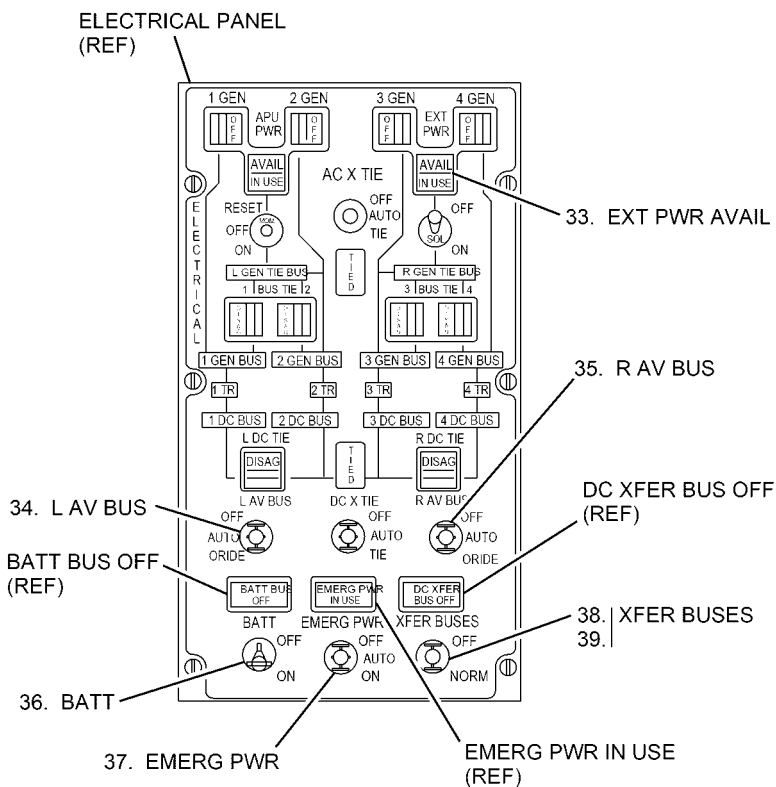 ELECTRICAL PANEL
(REF)
1 GEN
2 GEN
3 GEN
4 GEN
OFF
APU
PWR
OFF
OFF
EXT
PWR
OFF
AVAIL
IN USE
AC X TIE
AVAIL
IN USE
33. EXT PWR AVAIL
ELECTRICAL
RESET
OFF
ON
MOM
OFF
AUTO
TIE
OFF
SOL
ON
L GEN TIE BUS
TIED
R GEN TIE BUS
1 BUS TIE 2
3 BUS TIE 4
1 GEN BUS
2 GEN BUS
3 GEN BUS
4 GEN BUS
1 TR
2 TR
3 TR
4 TR
35. R AV BUS
1 DC BUS
2 DC BUS
3 DC BUS
4 DC BUS
L DC TIE
R DC TIE
DISAG
TIED
DISAG
L AV BUS
DC X TIE
R AV BUS
34. L AV BUS
OFF
AUTO
ORIDE
OFF
AUTO
TIE
OFF
AUTO
ORIDE
DC XFER BUS OFF
(REF)
BATT BUS OFF
(REF)
BATT BUS
OFF
EMERG PWR
IN USE
DC XFER
BUS OFF
BATT
EMERG PWR
XFER BUSES
OFF
ON
OFF
AUTO
ON
OFF
NORM
38. XFER BUSES
39.
36. BATT
37. EMERG PWR
EMERG PWR IN USE
(REF)